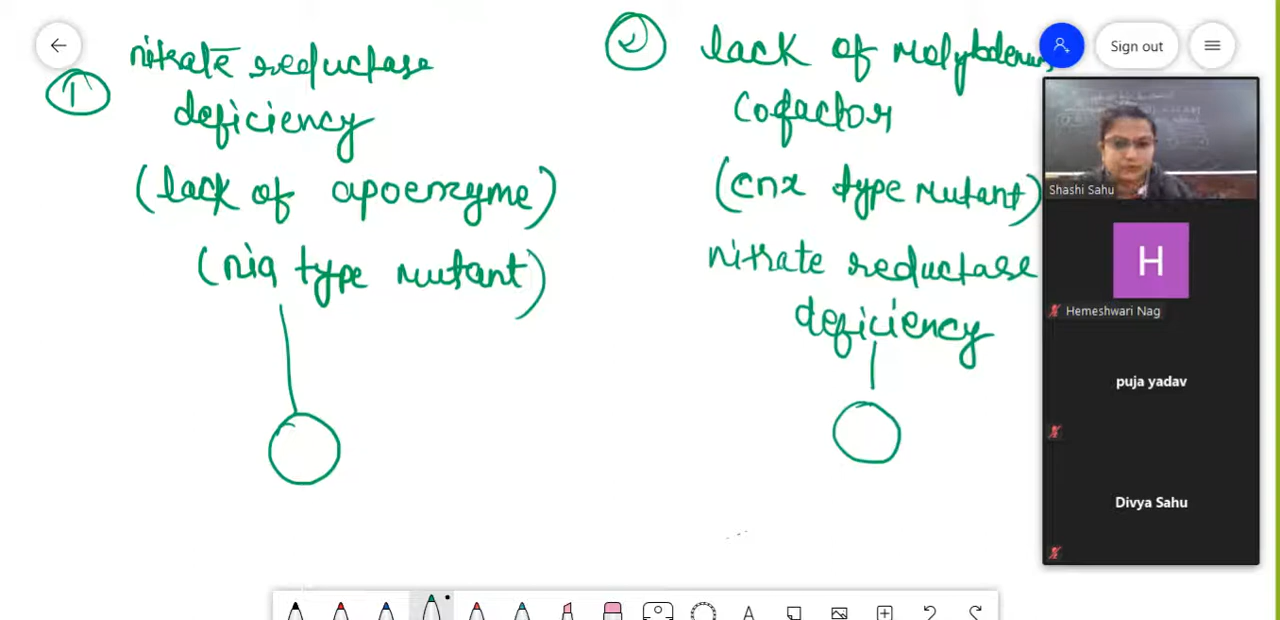 ① nitrate reductase
deficiency
(lack of apoenzyme)
(nia type mutant)
② lack of Molybdenum
cofactor
(cnx type mutant)
nitrate reductase
deficiency
Sign out
Shashi Sahu
H
Hemeshwari Nag
puja yadav
Divya Sahu
A